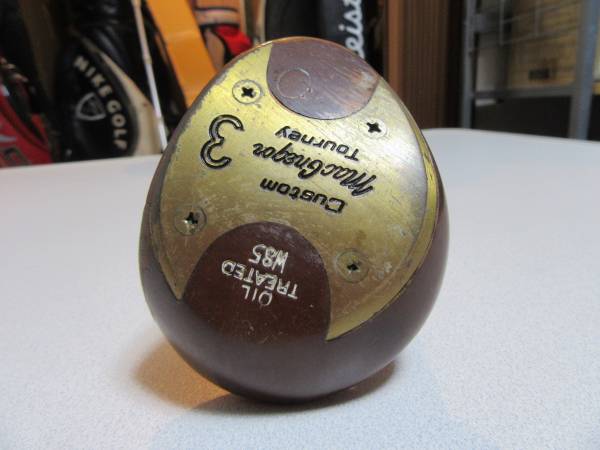 Custom
MacGregor
Tourney
3
OIL
TREATED
W85
NIKE GOLF